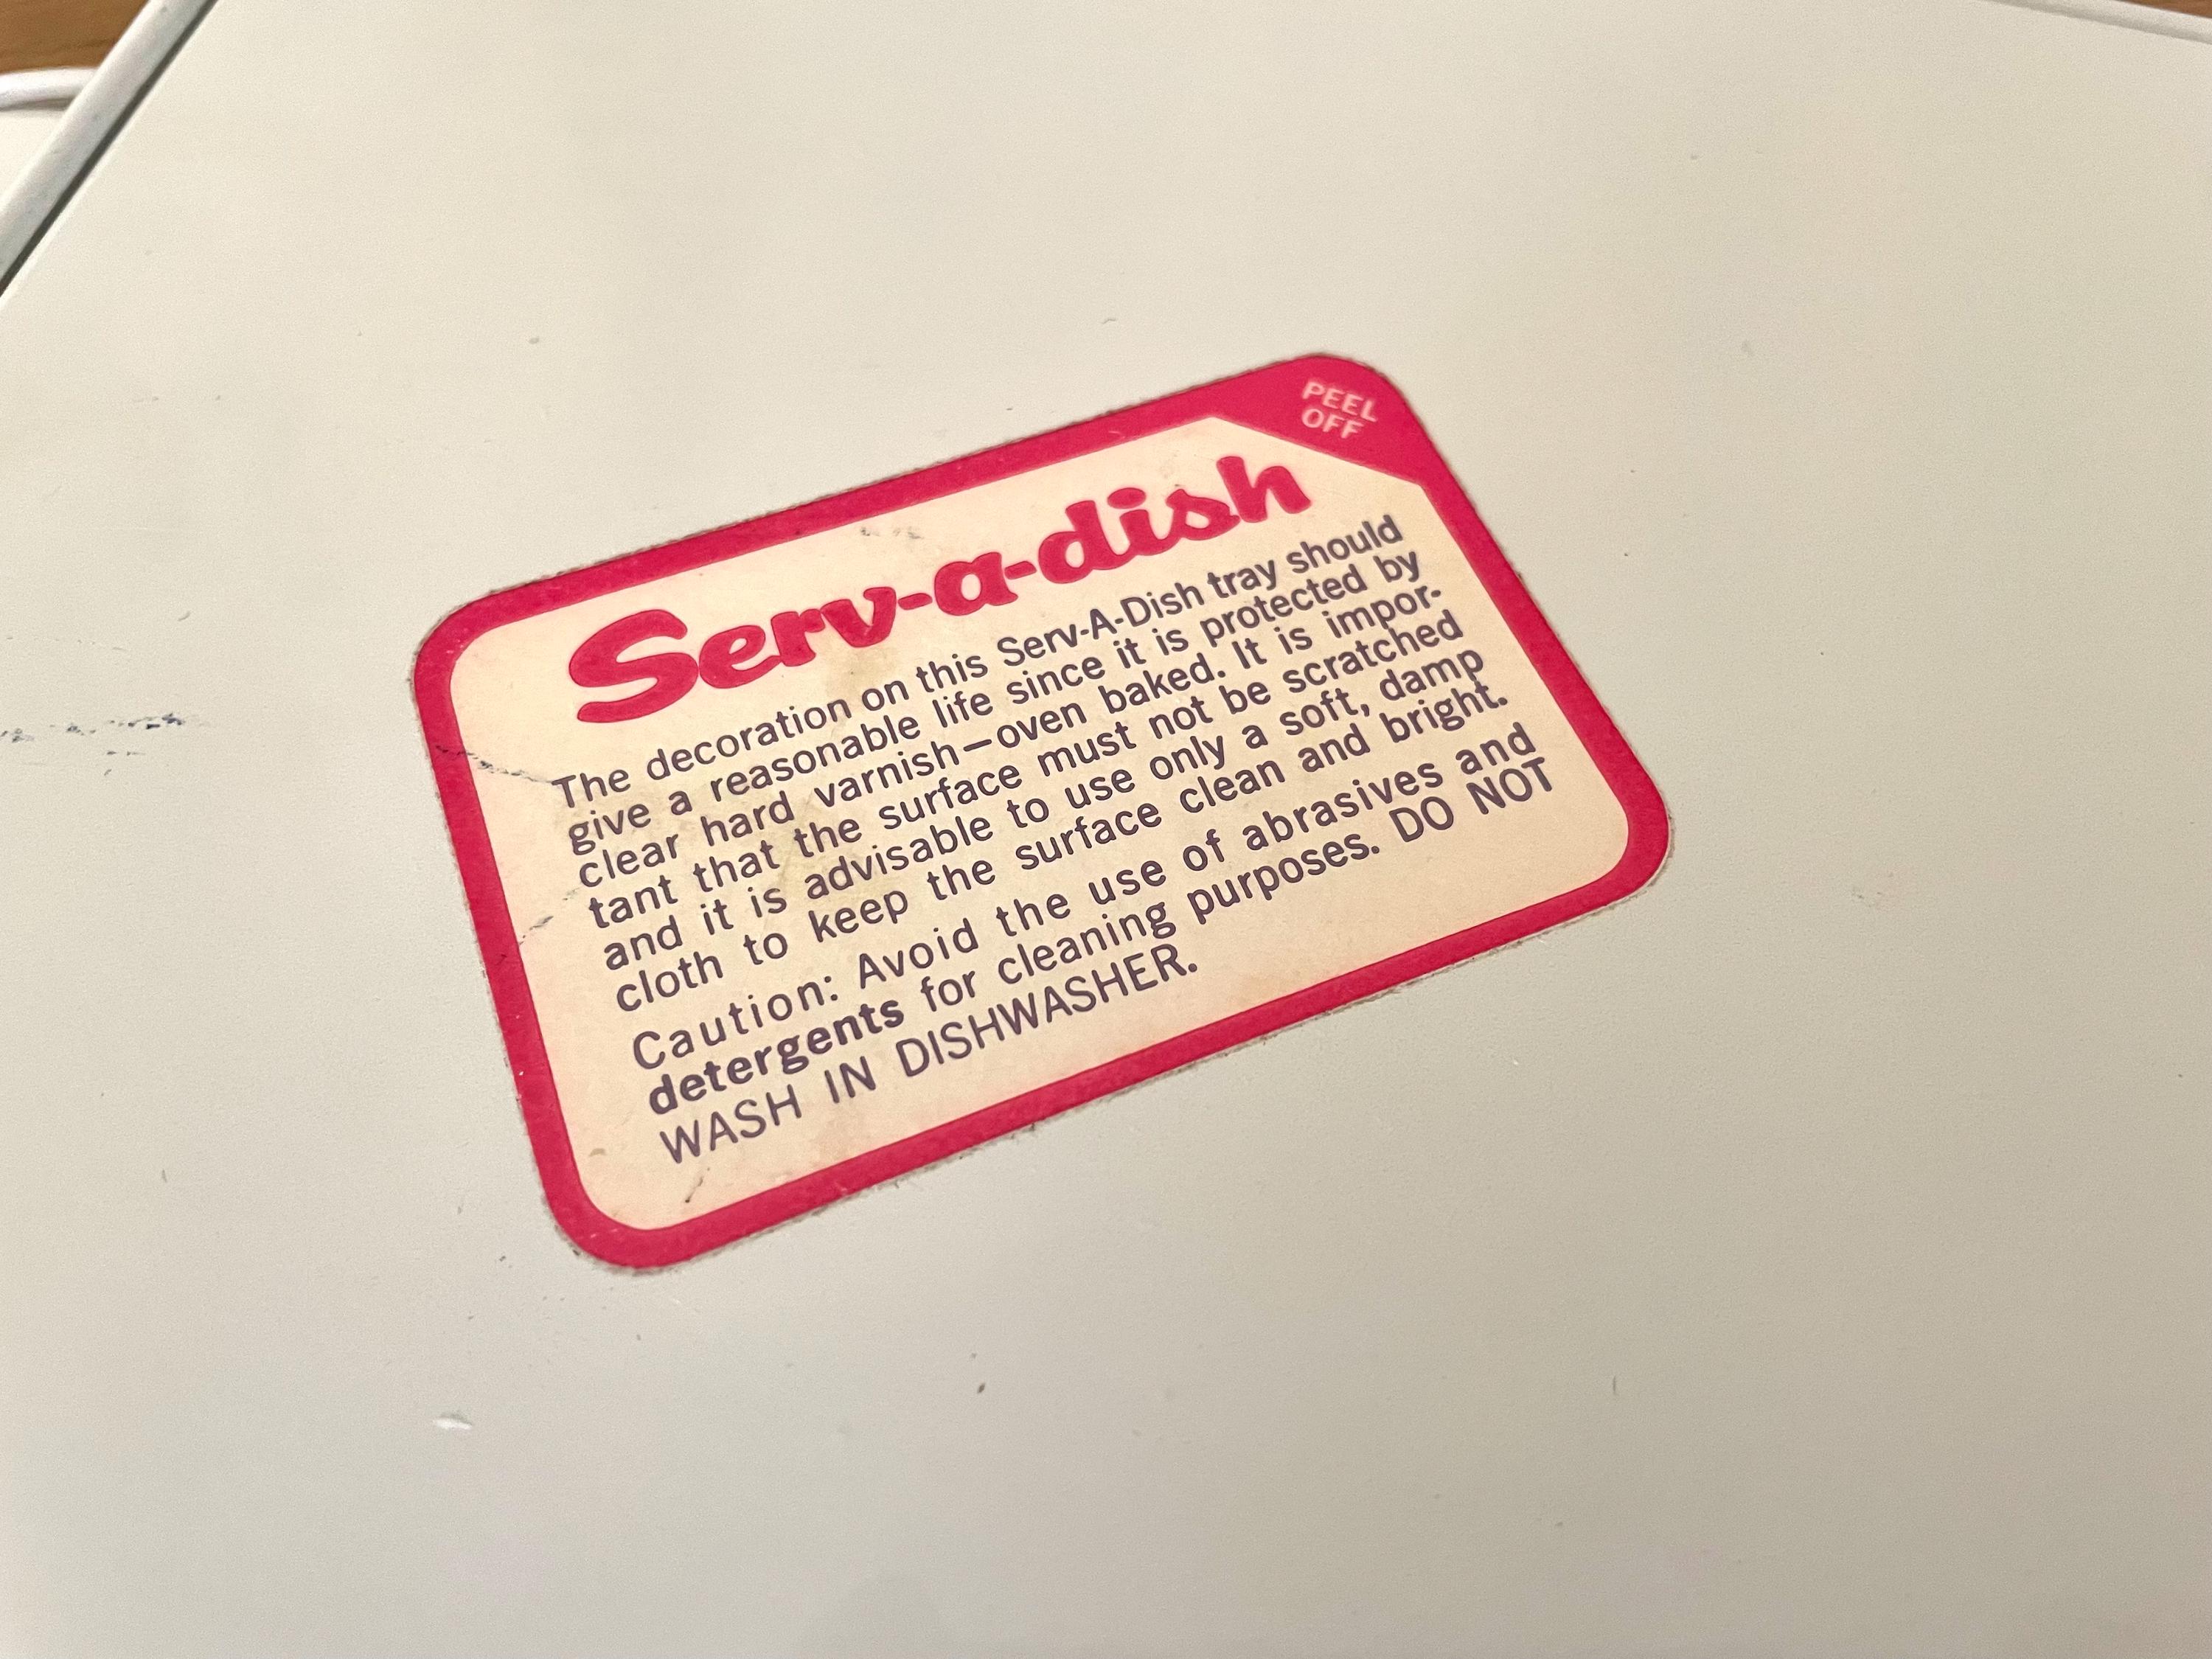 PEEL
OFF
Serv-a-dish
The decoration on this Serv-A-Dish tray should
give a reasonable life since it is protected by
clear hard varnish—oven baked. It is impor-
tant that the surface must not be scratched
and it is advisable to use only a soft, damp
cloth to keep the surface clean and bright.
Caution: Avoid the use of abrasives and
detergents for cleaning purposes. DO NOT
WASH IN DISHWASHER.